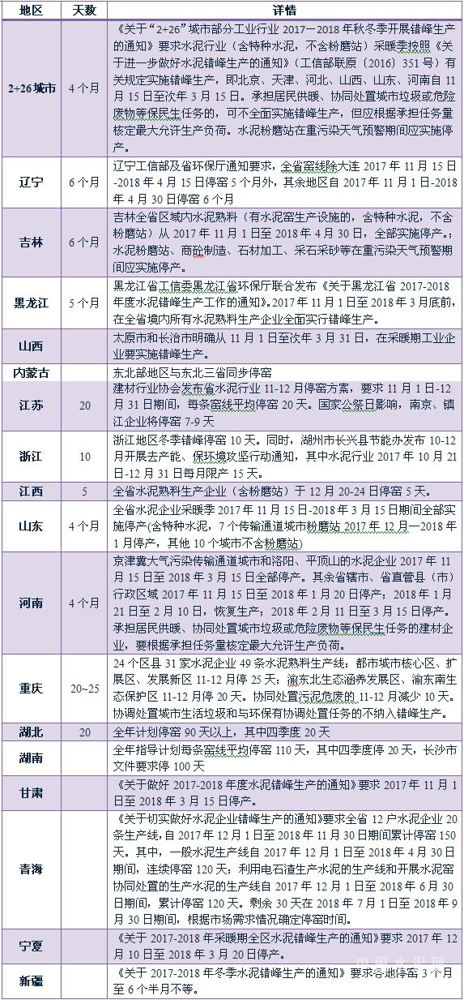 地区 天数 详情
《关于“2+26”城市部分工业行业 2017—2018 年秋冬季开展错峰生产
的通知》要求水泥行业（含特种水泥，不含粉磨站）采暖季按照《关
于进一步做好水泥错峰生产的通知》（工信部联原〔2016〕351 号）有
关规定实施错峰生产，即北京、天津、河北、山西、山东、河南自 11
2+26 城市 4 个月 月 15 日至次年 3 月 15 日。承担居民供暖、协同处置城市垃圾或危险
废物等保民生任务的，可不全面实施错峰生产，但应根据承担任务量
核定最大允许生产负荷。水泥粉磨站在重污染天气预警期间应实施停
产。
辽宁工信部及省环保厅通知要求，全省窑线除大连 2017 年 11 月 15 日
辽宁 6 个月 -2018 年 4 月 15 日停窑 5 个月外，其余地区自 2017 年 11 月 1 日-2018
年 4 月 30 日停窑 6 个月
吉林全省区域内水泥熟料（有水泥窑生产设施的，含特种水泥，不含
吉林 6 个月 粉磨站）从 2017 年 11 月 1 日至 2018 年 4 月 30 日，全部实施停产。；
水泥粉磨站、商砼制造、石材加工、采石采砂等在重污染天气预警期
间应实施停产。
黑龙江省工信委黑龙江省环保厅联合发布《关于黑龙江省 2017-2018
黑龙江 5 个月 年度水泥错峰生产工作的通知》。2017 年 11 月 1 日至 2018 年 3 月底前，
在全省境内所有水泥熟料生产企业全面实行错峰生产。
山西 太原市和长治市明确从 11 月 1 日至次年 3 月 31 日，在采暖期工业企
业要实施错峰生产。
内蒙古 东北部地区与东北三省同步停窑
建材行业协会发布省水泥行业 11-12 月停窑方案，要求 11 月 1 日-12
江苏 20 月 31 日期间，每条窑线平均停窑 20 天。国家公祭日影响，南京、镇
江企业将停窑 7-9 天
浙江地区冬季错峰停窑 10 天。同时，湖州市长兴县节能办发布 10-12
浙江 10 月开展去产能、保环境攻坚行动通知，其中水泥行业 2017 年 10 月 21
日-12 月 31 日每月限产 15 天。
江西 5 全省水泥熟料生产企业（含粉磨站）于 12 月 20-24 日停窑 5 天。
全省水泥企业采暖季 2017 年 11 月 15 日-2018 年 3 月 15 日期间全部实
山东 4 个月 施停产(含特种水泥，7 个传输通道城市粉磨站 2017 年 12 月—2018 年
1 月停产，其他 10 个城市不含粉磨站)
京津冀大气污染传输通道城市和洛阳、平顶山的水泥企业 2017 年 11
月 15 日至 2018 年 3 月 15 日全部停产。其余省辖市、省直管县（市）
河南 4 个月 行政区域 2017 年 11 月 15 日至 2018 年 1 月 20 日停产；2018 年 1 月
21 日至 2 月 10 日，恢复生产；2018 年 2 月 11 日至 3 月 15 日停产。
承担居民供暖、协同处置城市垃圾或危险废物等保民生任务的建材企
业，要根据承担任务量核定最大允许生产负荷。
24 个区县 31 家水泥企业 49 条水泥熟料生产线：都市城市核心区、扩
重庆 20~25 展区、发展新区 11-12 月停 25 天；渝东北生态涵养发展区、渝东南生
态保护区 11-12 月停 20 天。协同处置污泥危废的 11-12 月减少 10 天。
协调处置城市生活垃圾和与环保有协调处置任务的不纳入错峰生产。
湖北 20 全年计划停窑 90 天以上，其中四季度 20 天
湖南 全年指导计划每条窑线平均停窑 110 天，其中四季度停 20 天，长沙市
文件要求停 100 天
甘肃 《关于做好 2017-2018 年度水泥错峰生产的通知》要求 2017 年 11 月 1
日至 2018 年 3 月 15 日停产。
《关于切实做好水泥企业错峰生产的通知》要求全省 12 户水泥企业 20
条生产线，自 2017 年 12 月 1 日至 2018 年 11 月 30 日期间累计停窑 150
天。其中，一般水泥生产线自 2017 年 12 月 1 日至 2018 年 4 月 30 日
青海 期间，连续停窑 120 天；利用电石渣生产水泥的生产线和开展水泥窑
协同处置的生产水泥的生产线自 2017 年 12 月 1 日至 2018 年 6 月 30
日期间，累计停窑 120 天。剩余 30 天在 2018 年 7 月 1 日至 2018 年 9
月 30 日期间，根据市场需求情况确定停窑时间。
宁夏 《关于 2017-2018 年采暖期全区水泥错峰生产的通知》要求 2017 年 12
月 10 日至 2018 年 3 月 20 日停产。
新疆 《关于 2017-2018 年冬季水泥错峰生产的通知》要求各地停窑 3 个月
至 6 个半月不等。
中国水泥网